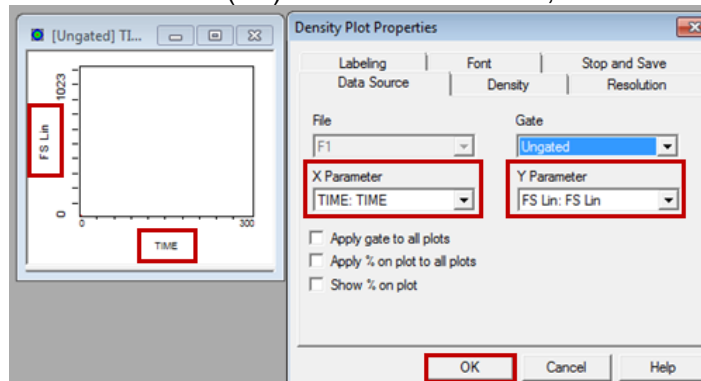 [Ungated] TI...
1023
FS Lin
0
0
300
TIME
Density Plot Properties
Labeling
Font
Stop and Save
Data Source
Density
Resolution
File
Gate
F1
Ungated
X Parameter
Y Parameter
TIME: TIME
FS Lin: FS Lin
Apply gate to all plots
Apply % on plot to all plots
Show % on plot
OK
Cancel
Help